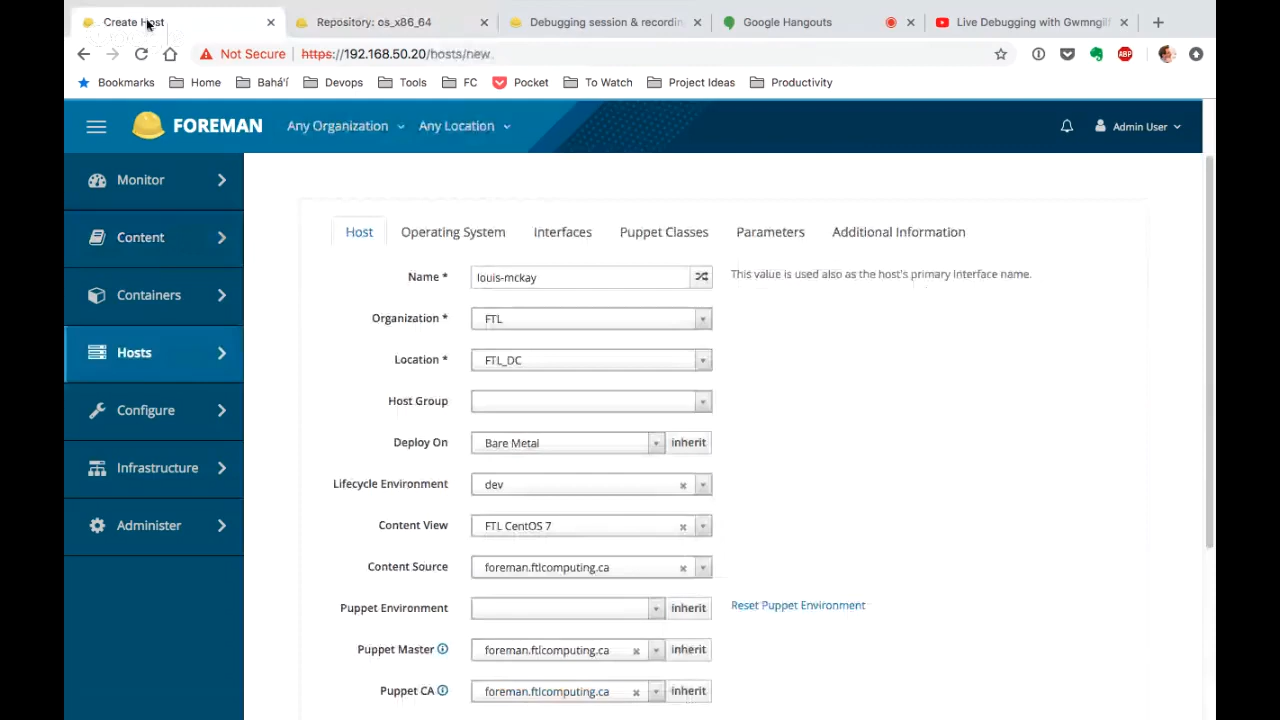 Create Host
Repository: os_x86_64
Debugging session & recordin
Google Hangouts
Live Debugging with Gwmngilf
Not Secure
https://192.168.50.20/hosts/new
Bookmarks Home Bahá'í Devops Tools FC Pocket To Watch Project Ideas Productivity
FOREMAN Any Organization Any Location Admin User
Monitor
Content
Containers
Hosts
Configure
Infrastructure
Administer
Host Operating System Interfaces Puppet Classes Parameters Additional Information
Name * louis-mckay This value is used also as the host's primary interface name.
Organization * FTL
Location * FTL_DC
Host Group
Deploy On Bare Metal inherit
Lifecycle Environment dev
Content View FTL CentOS 7
Content Source foreman.ftlcomputing.ca
Puppet Environment inherit Reset Puppet Environment
Puppet Master foreman.ftlcomputing.ca inherit
Puppet CA foreman.ftlcomputing.ca inherit